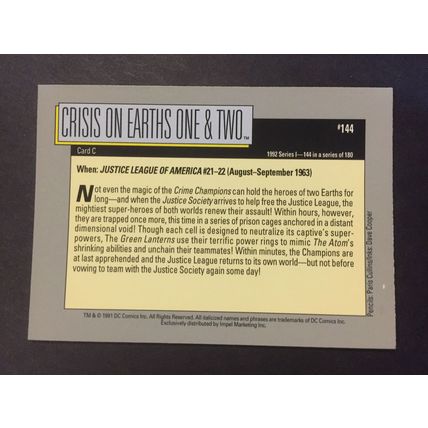 CRISIS ON EARTHS ONE & TWO™
#144
Card C
1992 Series I—144 in a series of 180
When: JUSTICE LEAGUE OF AMERICA #21–22 (August–September 1963)
Not even the magic of the Crime Champions can hold the heroes of two Earths for
long—and when the Justice Society arrives to help free the Justice League, the
mightiest super-heroes of both worlds renew their assault! Within hours, however,
they are trapped once more, this time in a series of prison cages anchored in a distant
dimensional void! Though each cell is designed to neutralize its captive's super-
powers, The Green Lanterns use their terrific power rings to mimic The Atom's
shrinking abilities and unchain their teammates! Within minutes, the Champions are
at last apprehended and the Justice League returns to its own world—but not before
vowing to team with the Justice Society again some day!
Pencils: Paris Cullins/Inks: Dave Cooper
TM & © 1991 DC Comics Inc. All Rights Reserved. All italicized names and phrases are trademarks of DC Comics Inc.
Exclusively distributed by Impel Marketing Inc.